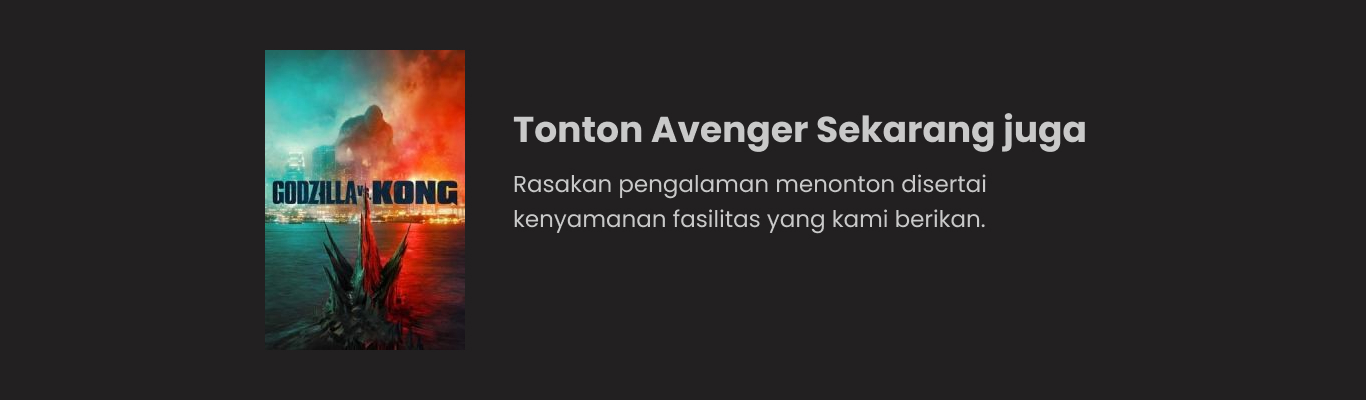 GODZILLA vs. KONG
Tonton Avenger Sekarang juga
Rasakan pengalaman menonton disertai
kenyamanan fasilitas yang kami berikan.